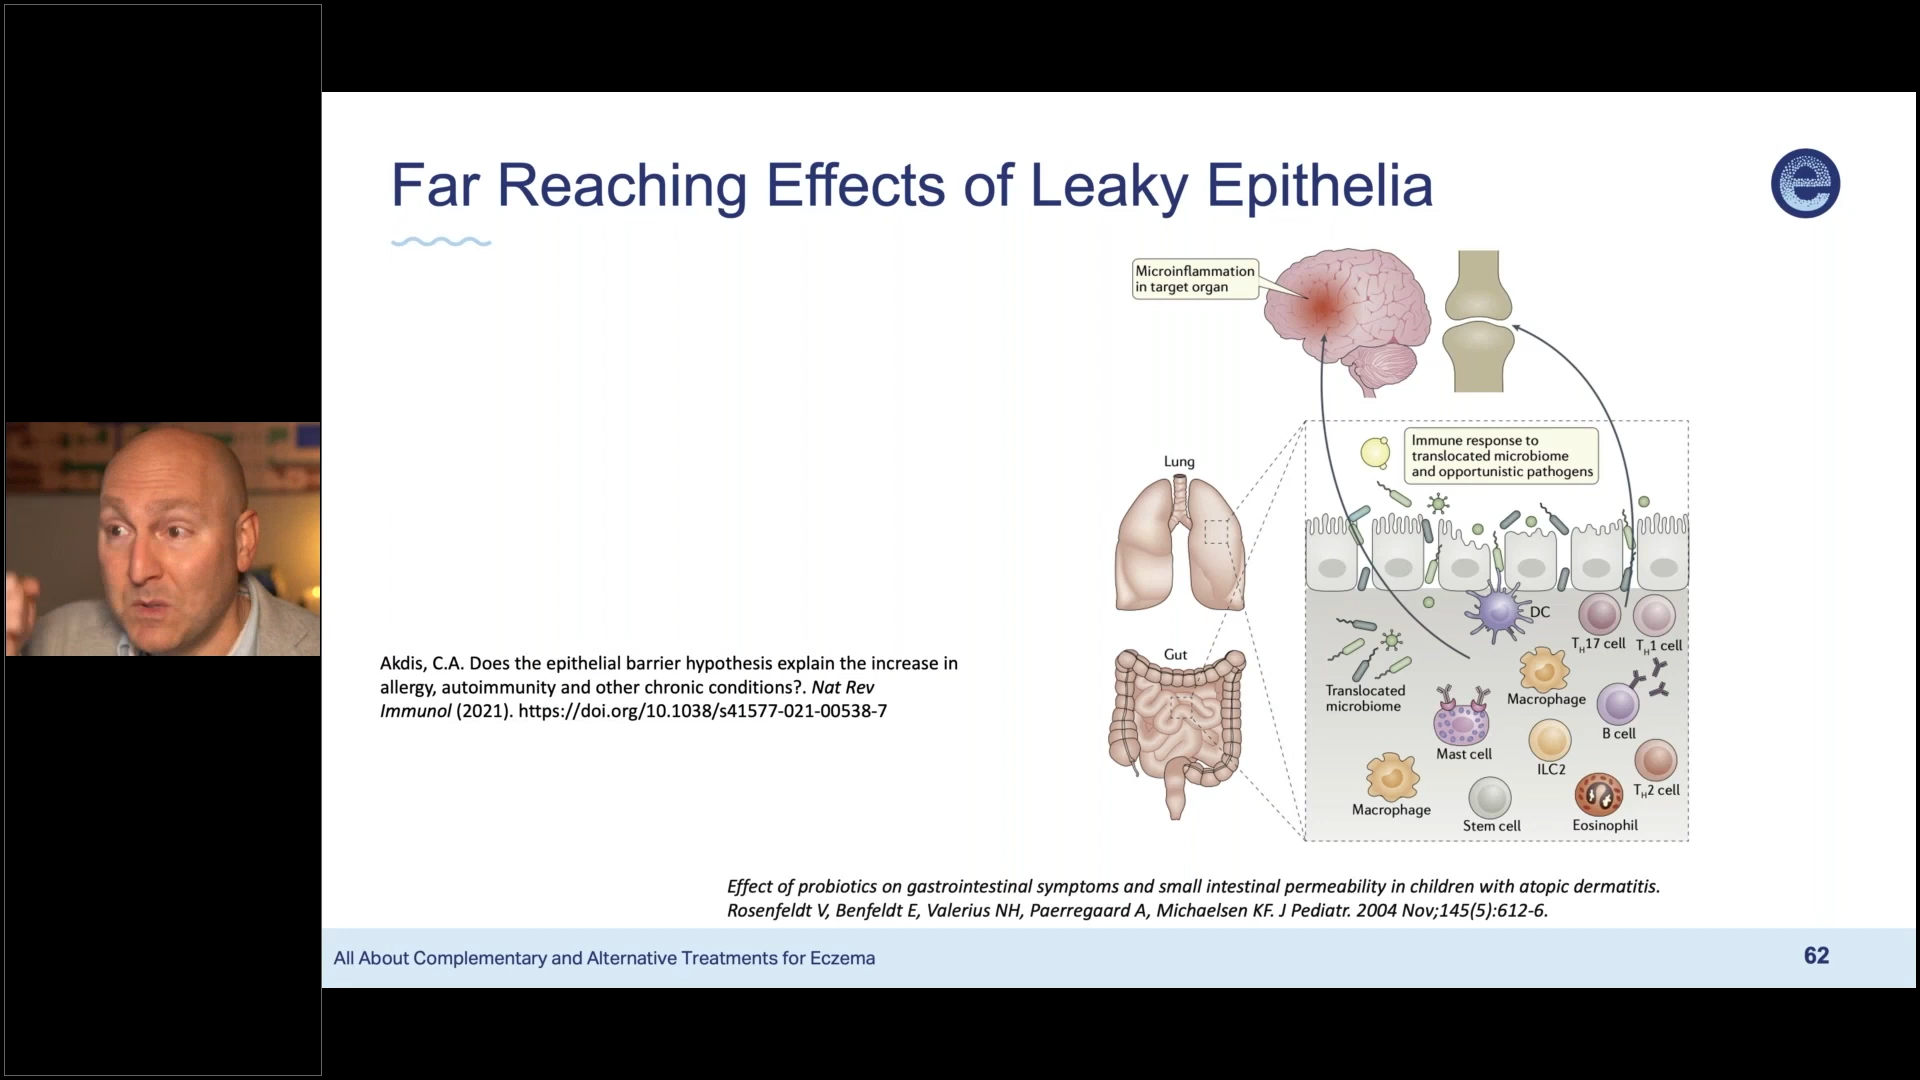 Far Reaching Effects of Leaky Epithelia
Microinflammation
in target organ
Immune response to
translocated microbiome
and opportunistic pathogens
Lung
DC
TH17 cell
TH1 cell
Gut
Translocated
microbiome
Macrophage
B cell
Mast cell
ILC2
TH2 cell
Macrophage
Stem cell
Eosinophil
Akdis, C.A. Does the epithelial barrier hypothesis explain the increase in
allergy, autoimmunity and other chronic conditions?. Nat Rev
Immunol (2021). https://doi.org/10.1038/s41577-021-00538-7
Effect of probiotics on gastrointestinal symptoms and small intestinal permeability in children with atopic dermatitis.
Rosenfeldt V, Benfeldt E, Valerius NH, Paerregaard A, Michaelsen KF. J Pediatr. 2004 Nov;145(5):612-6.
All About Complementary and Alternative Treatments for Eczema
62